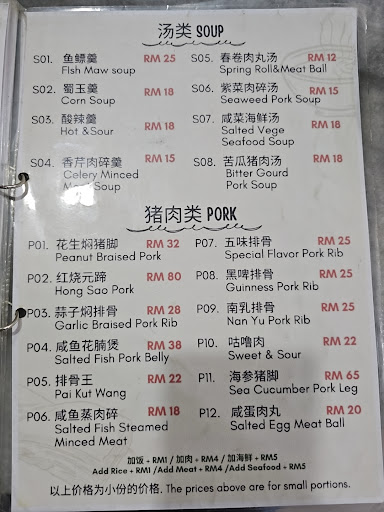 汤类 SOUP
S01. 鱼鳔羹 RM 25
FIsh Maw soup
S02. 蜀玉羹 RM 18
Corn Soup
S03. 酸辣羹 RM 18
Hot &Sour
S04. 香芹肉碎羹 RM 15
Celery Minced
Meat Soup
S05. 春卷肉丸汤 RM 12
Spring Roll&Meat Ball
S06. 紫菜肉碎汤 RM 15
Seaweed Pork Soup
S07. 咸菜海鲜汤 RM 18
Salted Vege
Seafood Soup
S08. 苦瓜猪肉汤 RM 18
Bitter Gourd
Pork Soup
猪肉类 PORK
P01. 花生焖猪脚 RM 32
Peanut Braised Pork
P02. 红烧元蹄 RM 80
Hong Sao Pork
P03. 蒜子焖排骨 RM 28
Garlic Braised Pork Rib
P04. 咸鱼花腩煲 RM 38
Salted Fish Pork Belly
P05. 排骨王 RM 22
Pai Kut Wang
P06. 咸鱼蒸肉碎 RM 18
Salted Fish Steamed
Minced Meat
P07. 五味排骨 RM 25
Special Flavor Pork Rib
P08. 黑啤排骨 RM 25
Guinness Pork Rib
P09. 南乳排骨 RM 25
Nan Yu Pork Rib
P10. 咕噜肉 RM 22
Sweet & Sour
P11. 海参猪脚 RM 65
Sea Cucumber Pork Leg
P12. 咸蛋肉丸 RM 20
Salted Egg Meat Ball
加饭 + RM1 / 加肉 + RM4 / 加海鲜 + RM5
Add Rice + RM1 /Add Meat + RM4 /Add Seafood + RM5
以上价格为小份的价格. The prices above are for small portions.